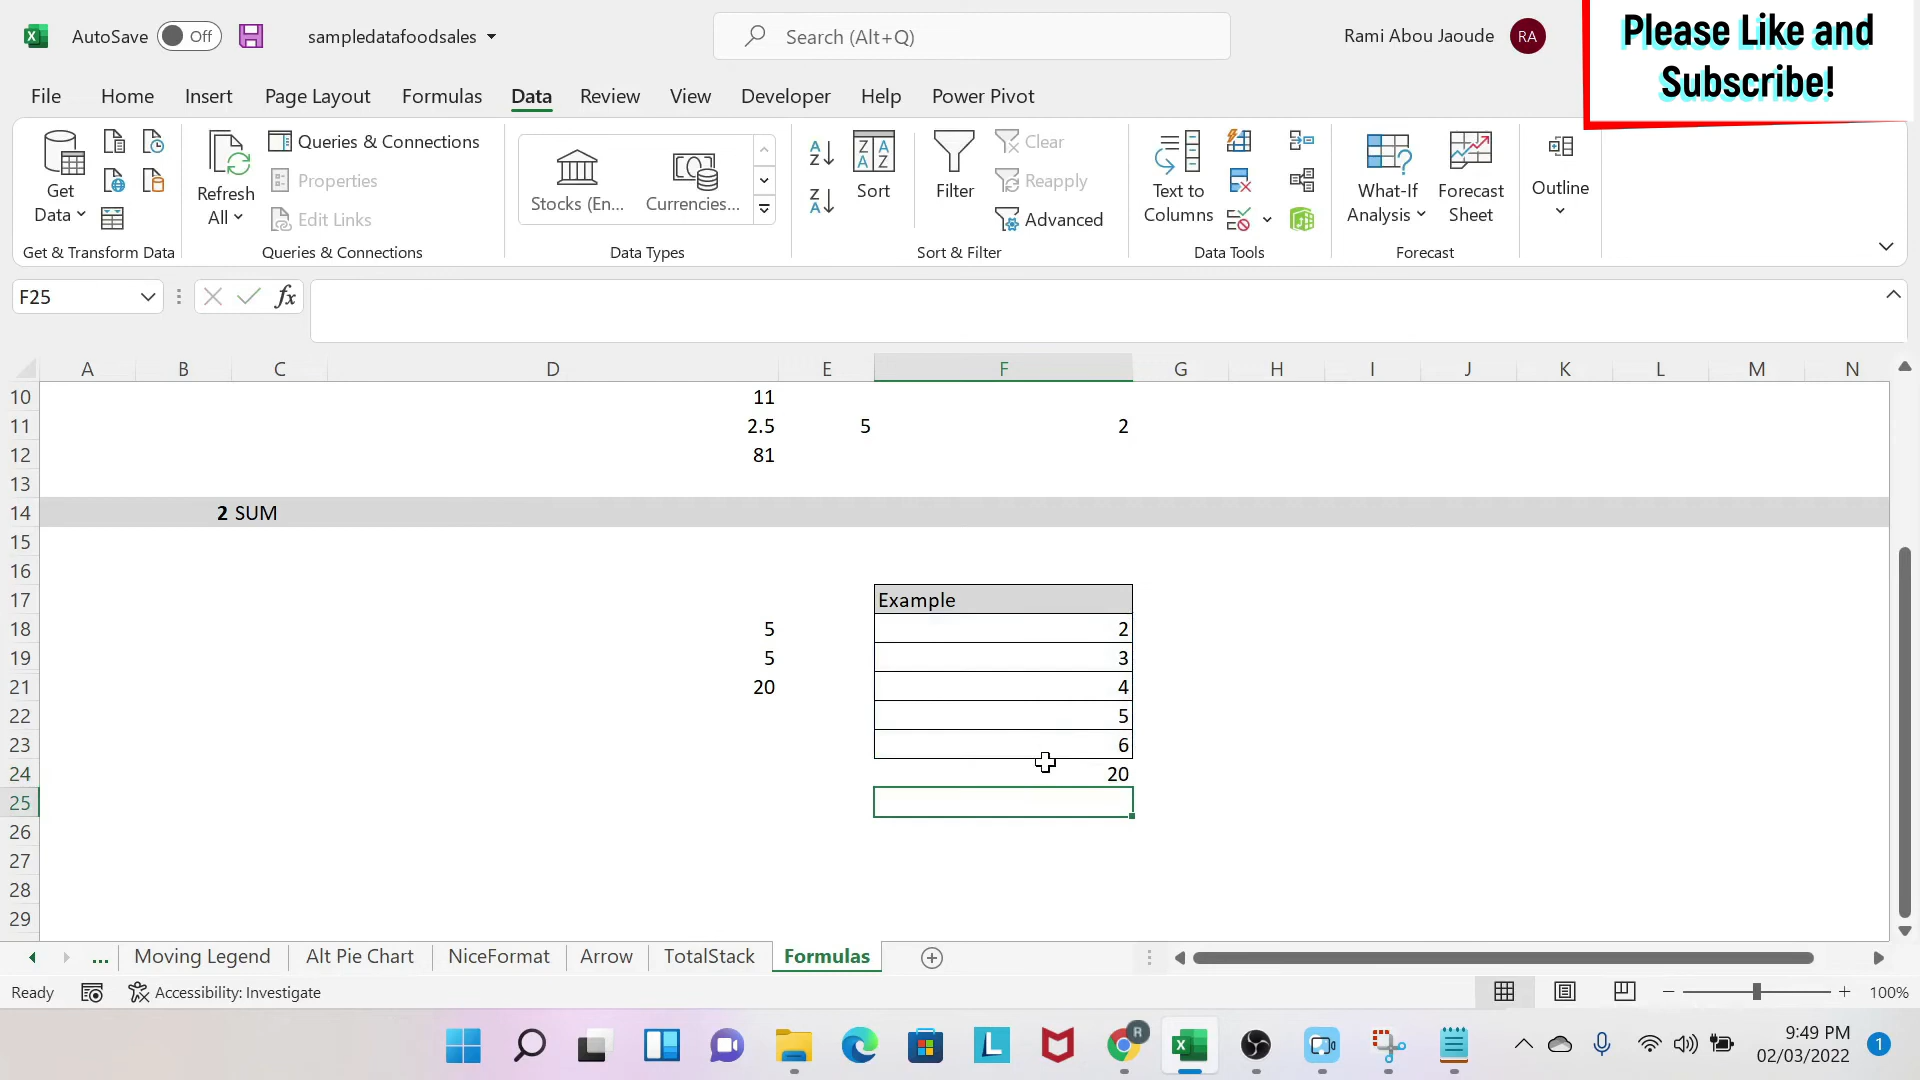 AutoSave Off sampledatafoodsales Search (Alt+Q) Rami Abou Jaoude RA
Please Like and
Subscribe!
File Home Insert Page Layout Formulas Data Review View Developer Help Power Pivot
Get Data
Refresh All
Queries & Connections
Properties
Edit Links
Stocks (En... Currencies...
Sort
Filter
Clear
Reapply
Advanced
Text to Columns
What-If Analysis
Forecast Sheet
Outline
Get & Transform Data Queries & Connections Data Types Sort & Filter Data Tools Forecast
F25 fx
A B C D E F G H I J K L M N
10 11
11 2.5 5 2
12 81
13
14 2 SUM
15
16
17 Example
18 5 2
19 5 3
21 20 4
22 5
23 6
24 20
25
26
27
28
29
... Moving Legend Alt Pie Chart NiceFormat Arrow TotalStack Formulas
Ready Accessibility: Investigate 100%
9:49 PM
02/03/2022
1